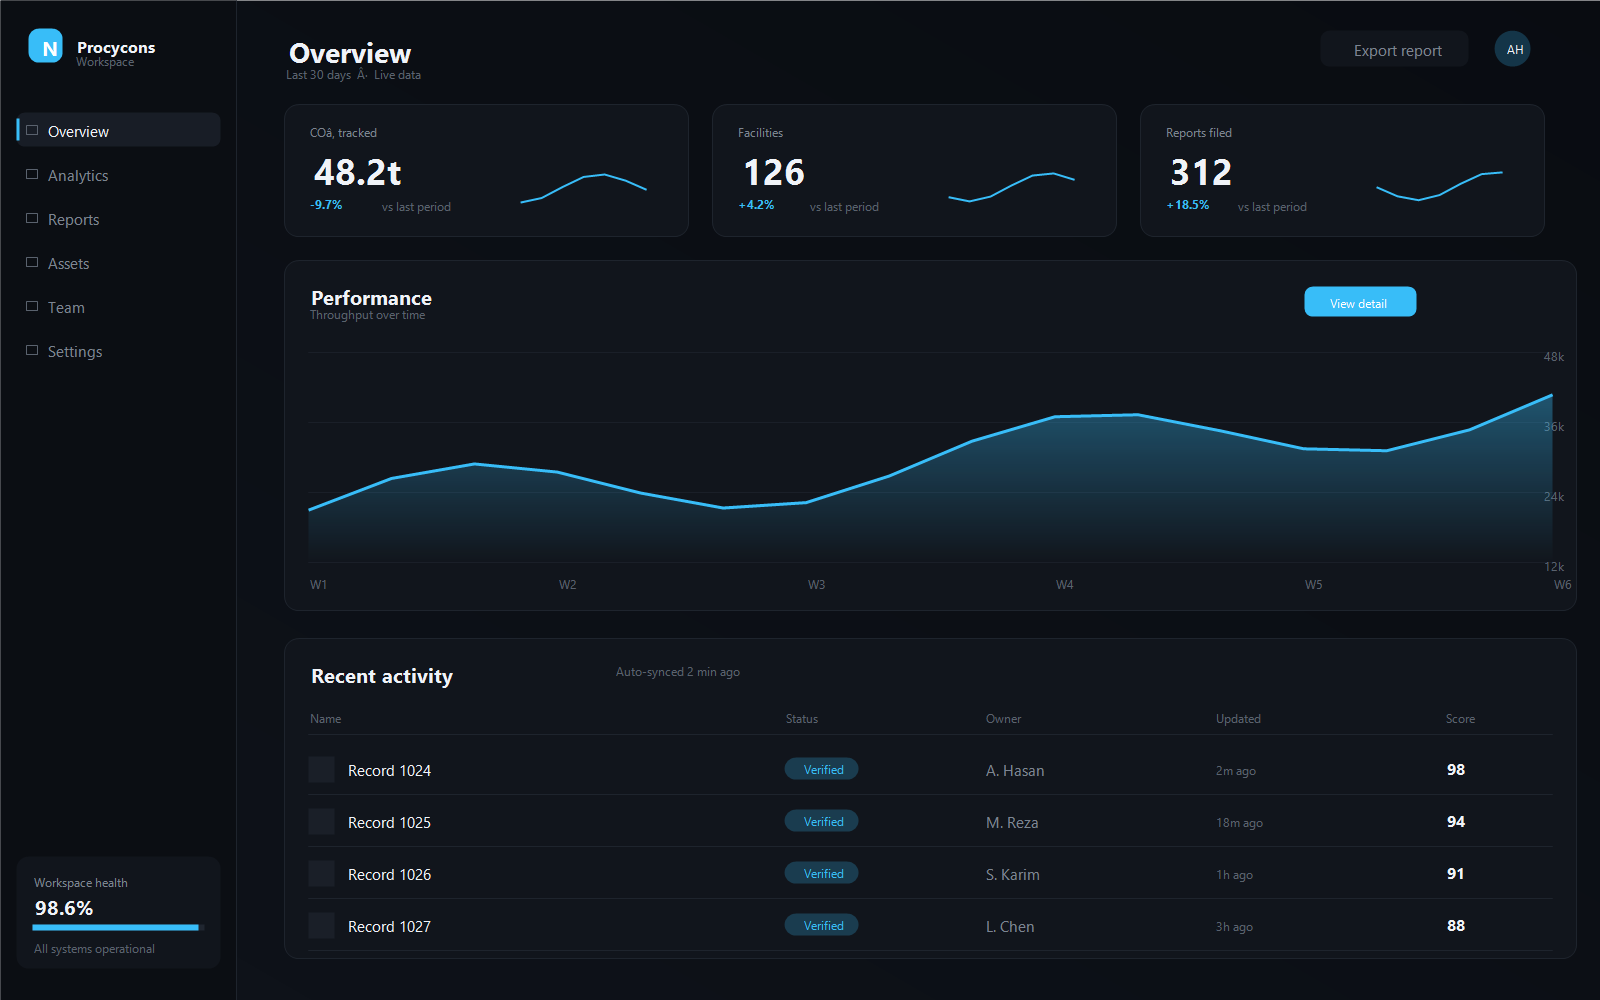 N
Procycons
Workspace
Overview
Analytics
Reports
Assets
Team
Settings
Workspace health
98.6%
All systems operational
Overview
Last 30 days Â· Live data
Export report
AH
COâ, tracked
48.2t
-9.7% vs last period
Facilities
126
+4.2% vs last period
Reports filed
312
+18.5% vs last period
Performance
Throughput over time
View detail
48k
36k
24k
12k
W1 W2 W3 W4 W5 W6
Recent activity
Auto-synced 2 min ago
Name Status Owner Updated Score
Record 1024 Verified A. Hasan 2m ago 98
Record 1025 Verified M. Reza 18m ago 94
Record 1026 Verified S. Karim 1h ago 91
Record 1027 Verified L. Chen 3h ago 88